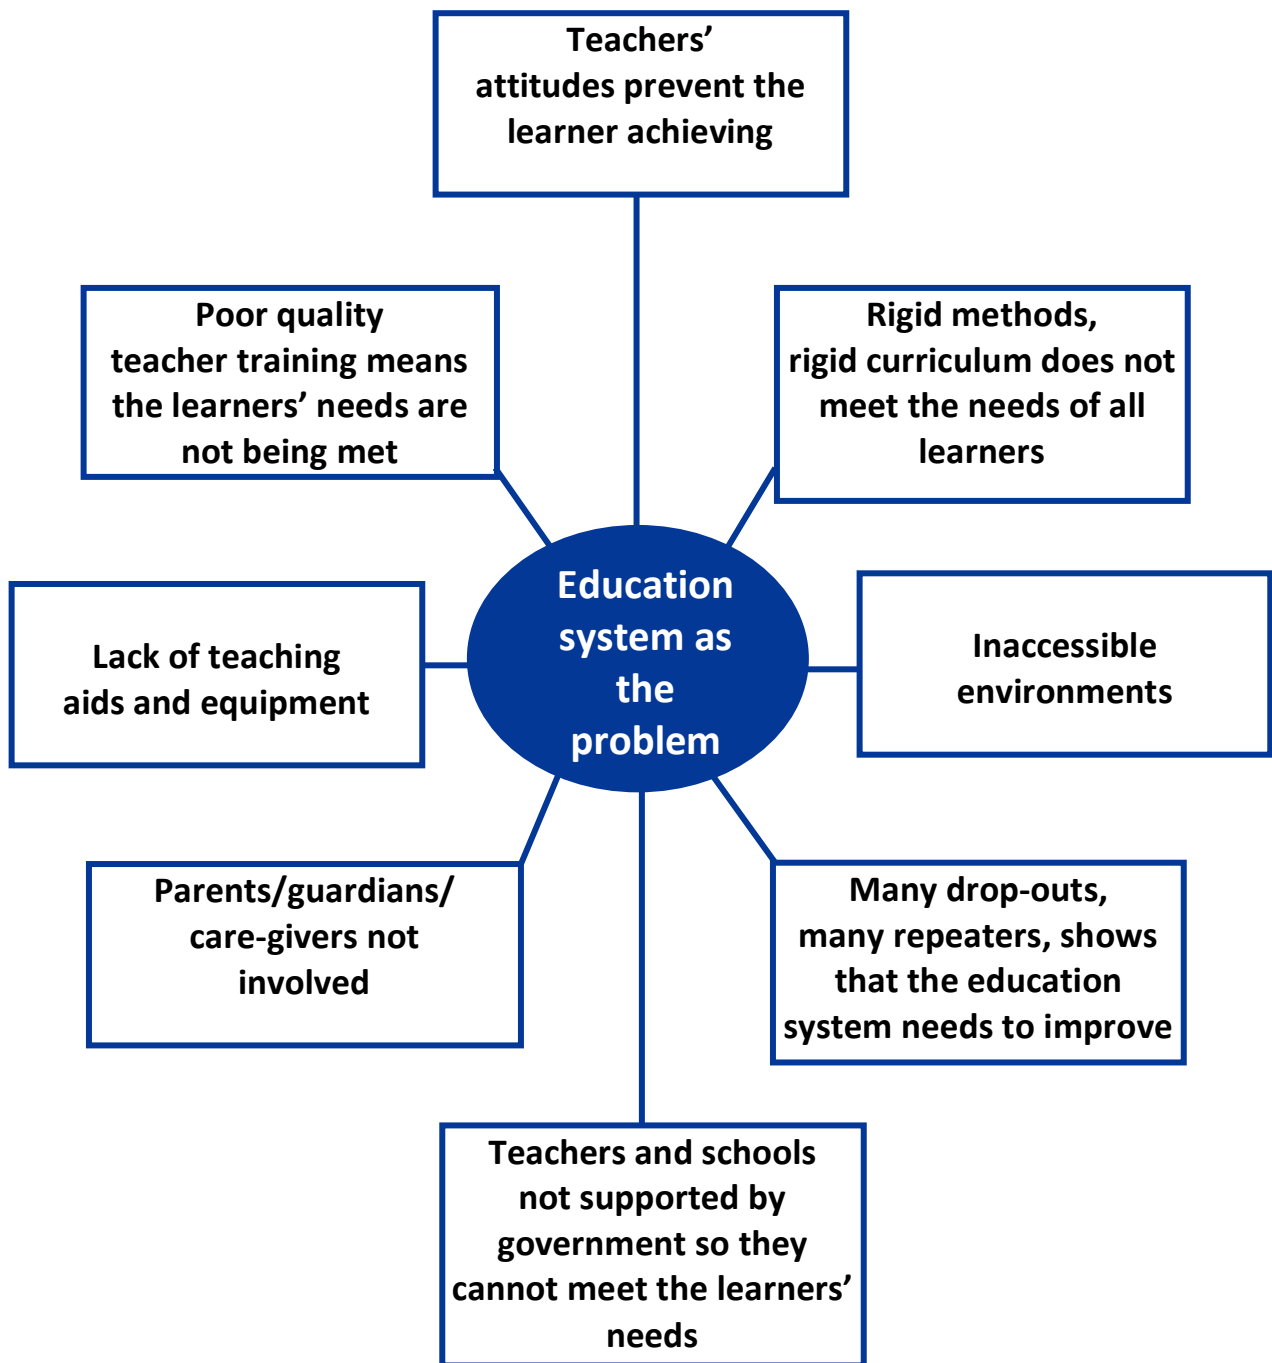 Teachers’
attitudes prevent the
learner achieving
Poor quality
teacher training means
the learners’ needs are
not being met
Rigid methods,
rigid curriculum does not
meet the needs of all
learners
Education
system as
the
problem
Lack of teaching
aids and equipment
Inaccessible
environments
Parents/guardians/
care-givers not
involved
Many drop-outs,
many repeaters, shows
that the education
system needs to improve
Teachers and schools
not supported by
government so they
cannot meet the learners’
needs